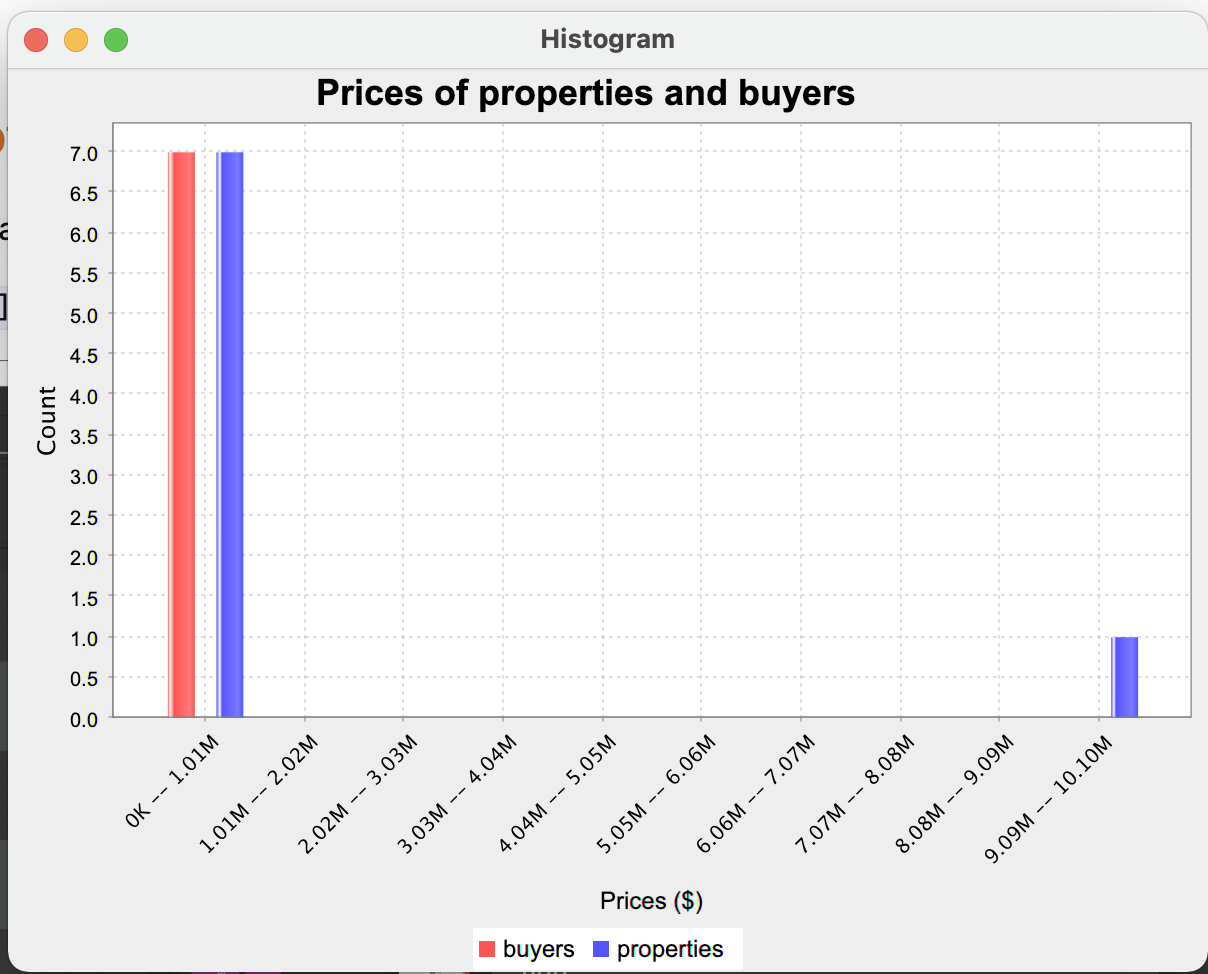 Histogram
Prices of properties and buyers
7.0
6.5
6.0
5.5
5.0
4.5
4.0
3.5
3.0
2.5
2.0
1.5
1.0
0.5
0.0
Count
0K -- 1.01M
1.01M -- 2.02M
2.02M -- 3.03M
3.03M -- 4.04M
4.04M -- 5.05M
5.05M -- 6.06M
6.06M -- 7.07M
7.07M -- 8.08M
8.08M -- 9.09M
9.09M -- 10.10M
Prices ($)
buyers properties